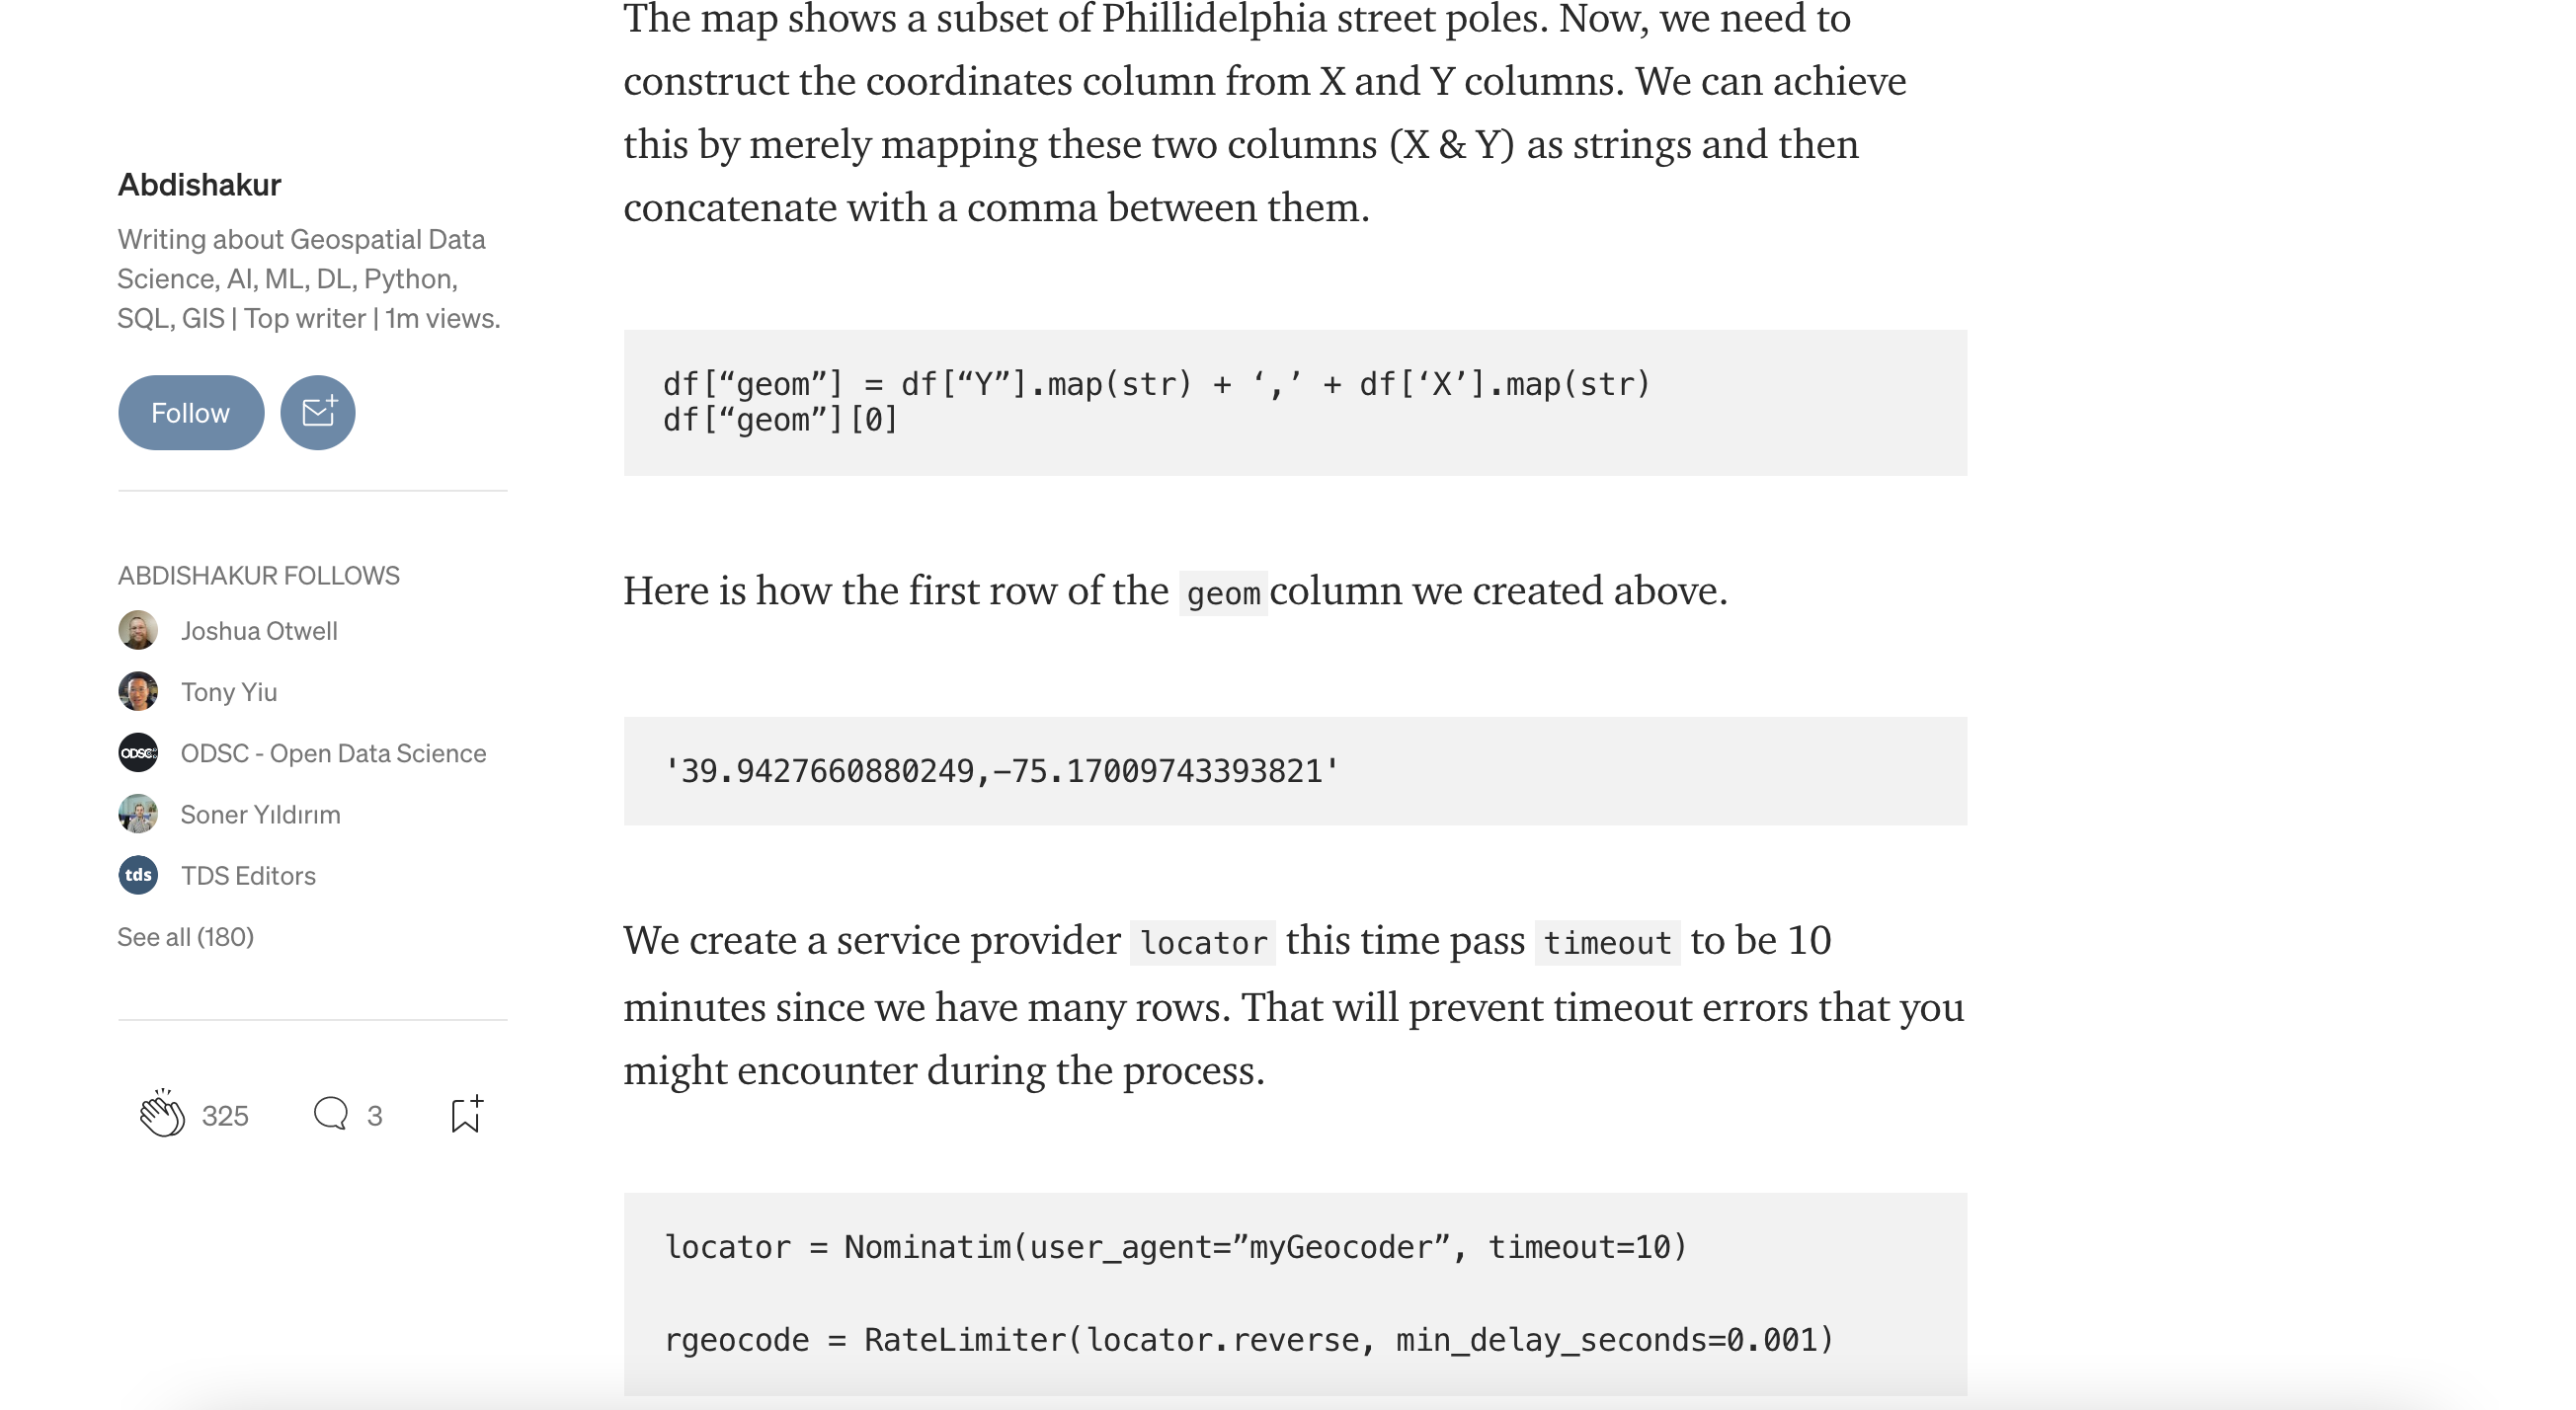 The map shows a subset of Phillidelphia street poles. Now, we need to
construct the coordinates column from X and Y columns. We can achieve
this by merely mapping these two columns (X & Y) as strings and then
concatenate with a comma between them.
Abdishakur
Writing about Geospatial Data
Science, AI, ML, DL, Python,
SQL, GIS | Top writer | 1m views.
Follow
df[“geom”] = df[“Y”].map(str) + ‘,’ + df[‘X’].map(str)
df[“geom”][0]
ABDISHAKUR FOLLOWS
Joshua Otwell
Tony Yiu
ODSC
ODSC - Open Data Science
Soner Yıldırım
tds
TDS Editors
See all (180)
325
3
Here is how the first row of the geom column we created above.
'39.9427660880249,-75.17009743393821'
We create a service provider locator this time pass timeout to be 10
minutes since we have many rows. That will prevent timeout errors that you
might encounter during the process.
locator = Nominatim(user_agent=”myGeocoder”, timeout=10)
rgeocode = RateLimiter(locator.reverse, min_delay_seconds=0.001)